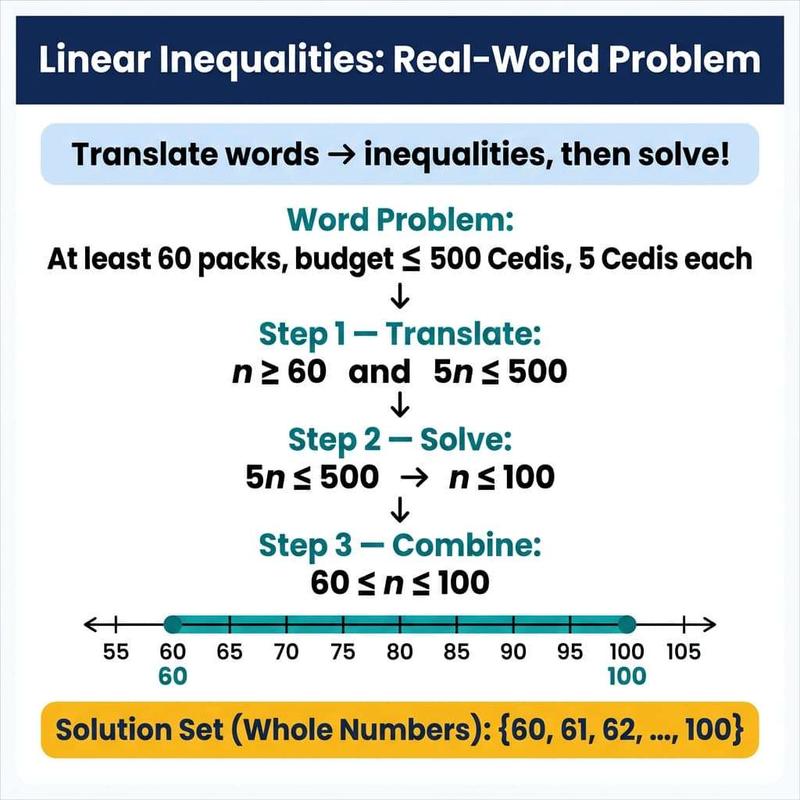 Linear Inequalities: Real-World Problem
Translate words → inequalities, then solve!
Word Problem:
At least 60 packs, budget ≤ 500 Cedis, 5 Cedis each
↓
Step 1 – Translate:
n ≥ 60 and 5n ≤ 500
↓
Step 2 – Solve:
5n ≤ 500 → n ≤ 100
↓
Step 3 – Combine:
60 ≤ n ≤ 100
55 60 65 70 75 80 85 90 95 100 105
60 100
Solution Set (Whole Numbers): {60, 61, 62, ..., 100}